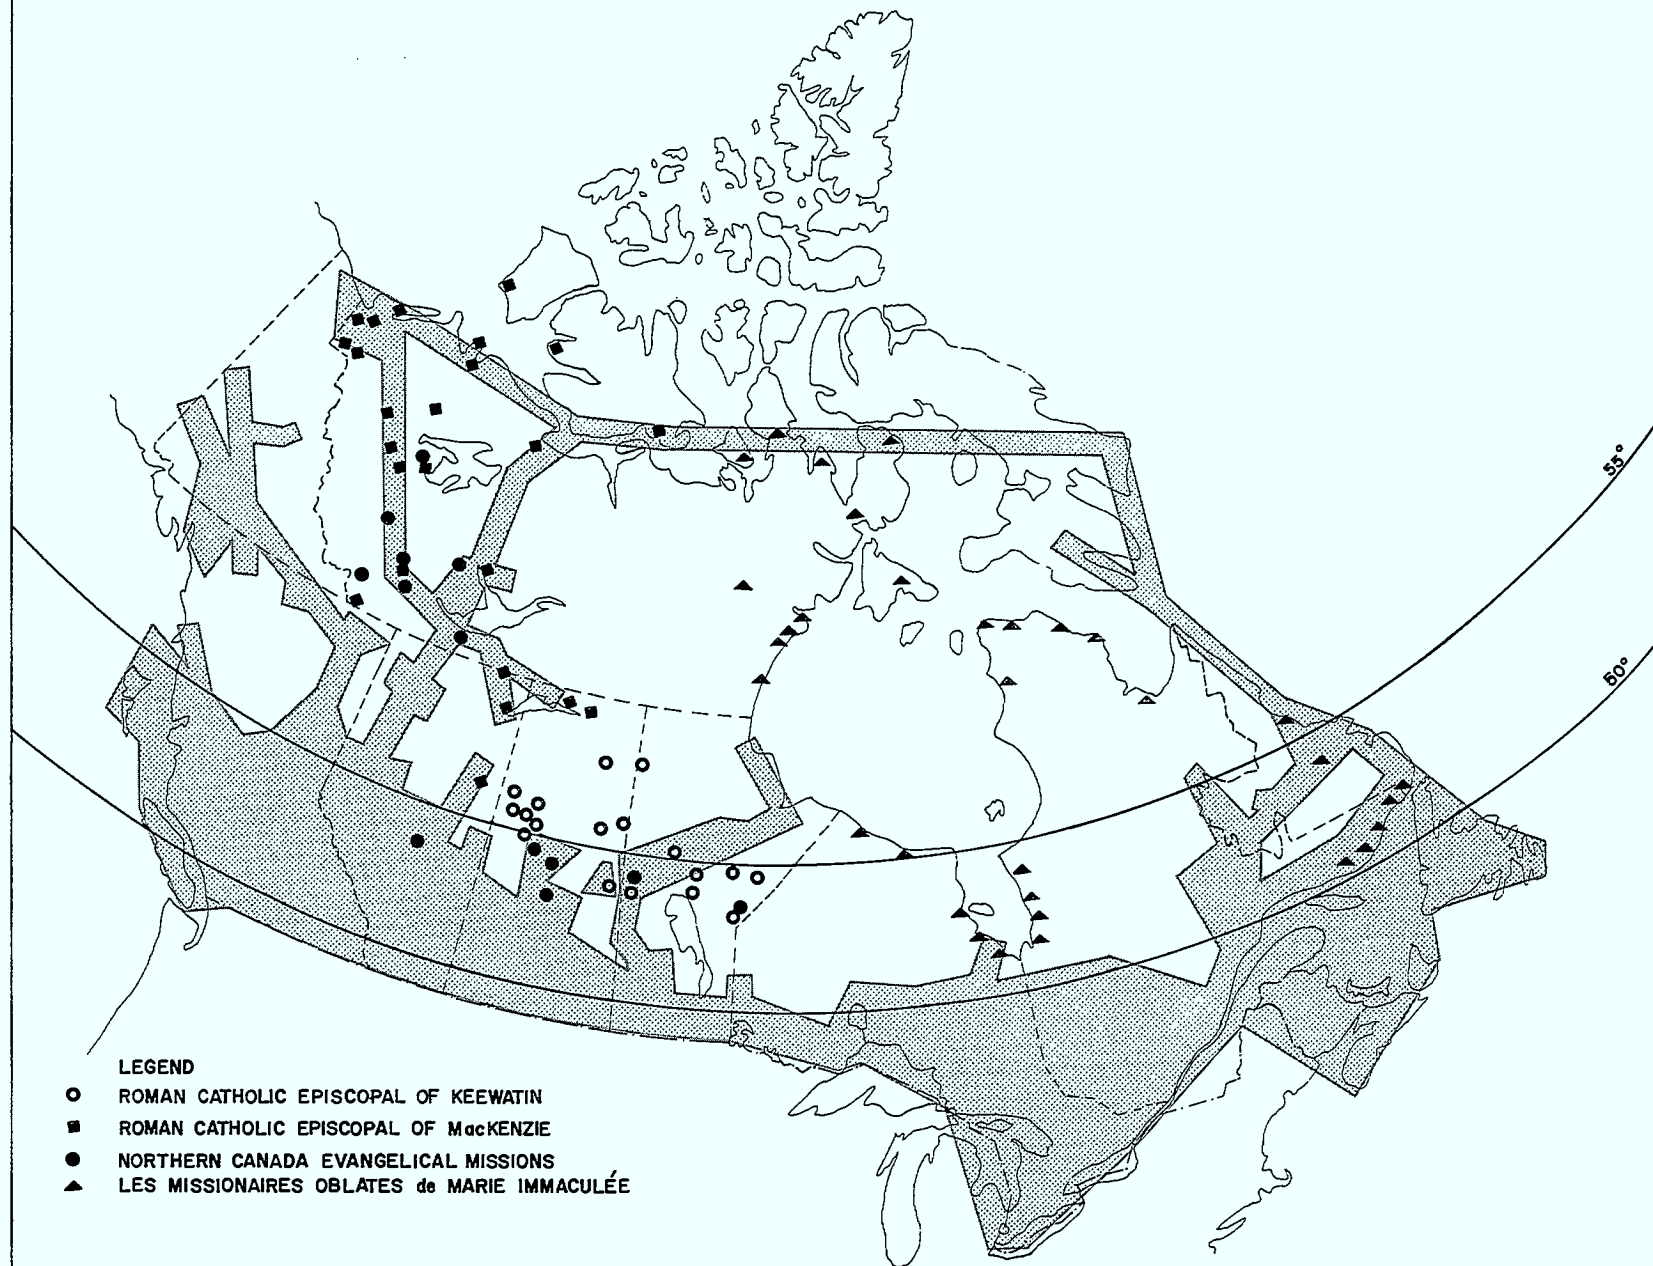 55°
50°
LEGEND
ROMAN CATHOLIC EPISCOPAL OF KEEWATIN
ROMAN CATHOLIC EPISCOPAL OF MacKENZIE
NORTHERN CANADA EVANGELICAL MISSIONS
LES MISSIONAIRES OBLATES de MARIE IMMACULÉE